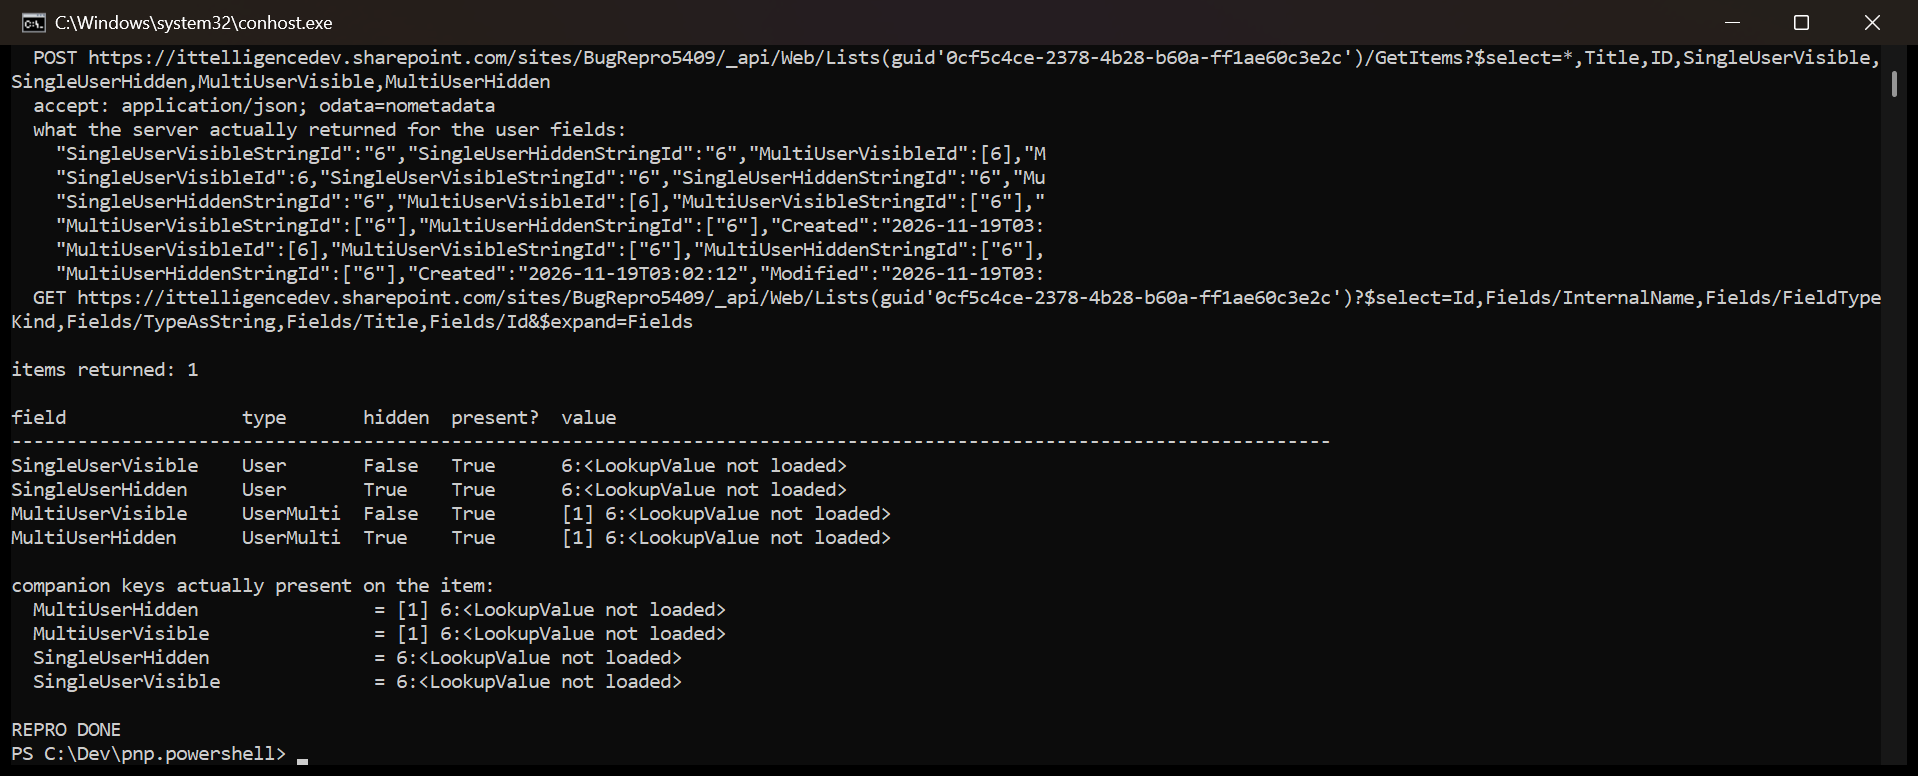 C:\Windows\system32\conhost.exe
POST https://ittelligencedev.sharepoint.com/sites/BugRepro5409/_api/Web/Lists(guid'0cf5c4ce-2378-4b28-b60a-ff1ae60c3e2c')/GetItems?$select=*,Title,ID,SingleUserVisible,
SingleUserHidden,MultiUserVisible,MultiUserHidden
accept: application/json; odata=nometadata
what the server actually returned for the user fields:
"SingleUserVisibleStringId":"6","SingleUserHiddenStringId":"6","MultiUserVisibleId":[6],"M
"SingleUserVisibleId":6,"SingleUserVisibleStringId":"6","SingleUserHiddenStringId":"6","Mu
"SingleUserHiddenStringId":"6","MultiUserVisibleId":[6],"MultiUserVisibleStringId":["6"],"
"MultiUserVisibleStringId":["6"],"MultiUserHiddenStringId":["6"],"Created":"2026-11-19T03:
"MultiUserVisibleId":[6],"MultiUserVisibleStringId":["6"],"MultiUserHiddenStringId":["6"],
"MultiUserHiddenStringId":["6"],"Created":"2026-11-19T03:02:12","Modified":"2026-11-19T03:
GET https://ittelligencedev.sharepoint.com/sites/BugRepro5409/_api/Web/Lists(guid'0cf5c4ce-2378-4b28-b60a-ff1ae60c3e2c')?$select=Id,Fields/InternalName,Fields/FieldType
Kind,Fields/TypeAsString,Fields/Title,Fields/Id&$expand=Fields
items returned: 1
field type hidden present? value
------------------------------------------------------------------------------------------------------------------------
SingleUserVisible User False True 6:<LookupValue not loaded>
SingleUserHidden User True True 6:<LookupValue not loaded>
MultiUserVisible UserMulti False True [1] 6:<LookupValue not loaded>
MultiUserHidden UserMulti True True [1] 6:<LookupValue not loaded>
companion keys actually present on the item:
MultiUserHidden = [1] 6:<LookupValue not loaded>
MultiUserVisible = [1] 6:<LookupValue not loaded>
SingleUserHidden = 6:<LookupValue not loaded>
SingleUserVisible = 6:<LookupValue not loaded>
REPRO DONE
PS C:\Dev\pnp.powershell>